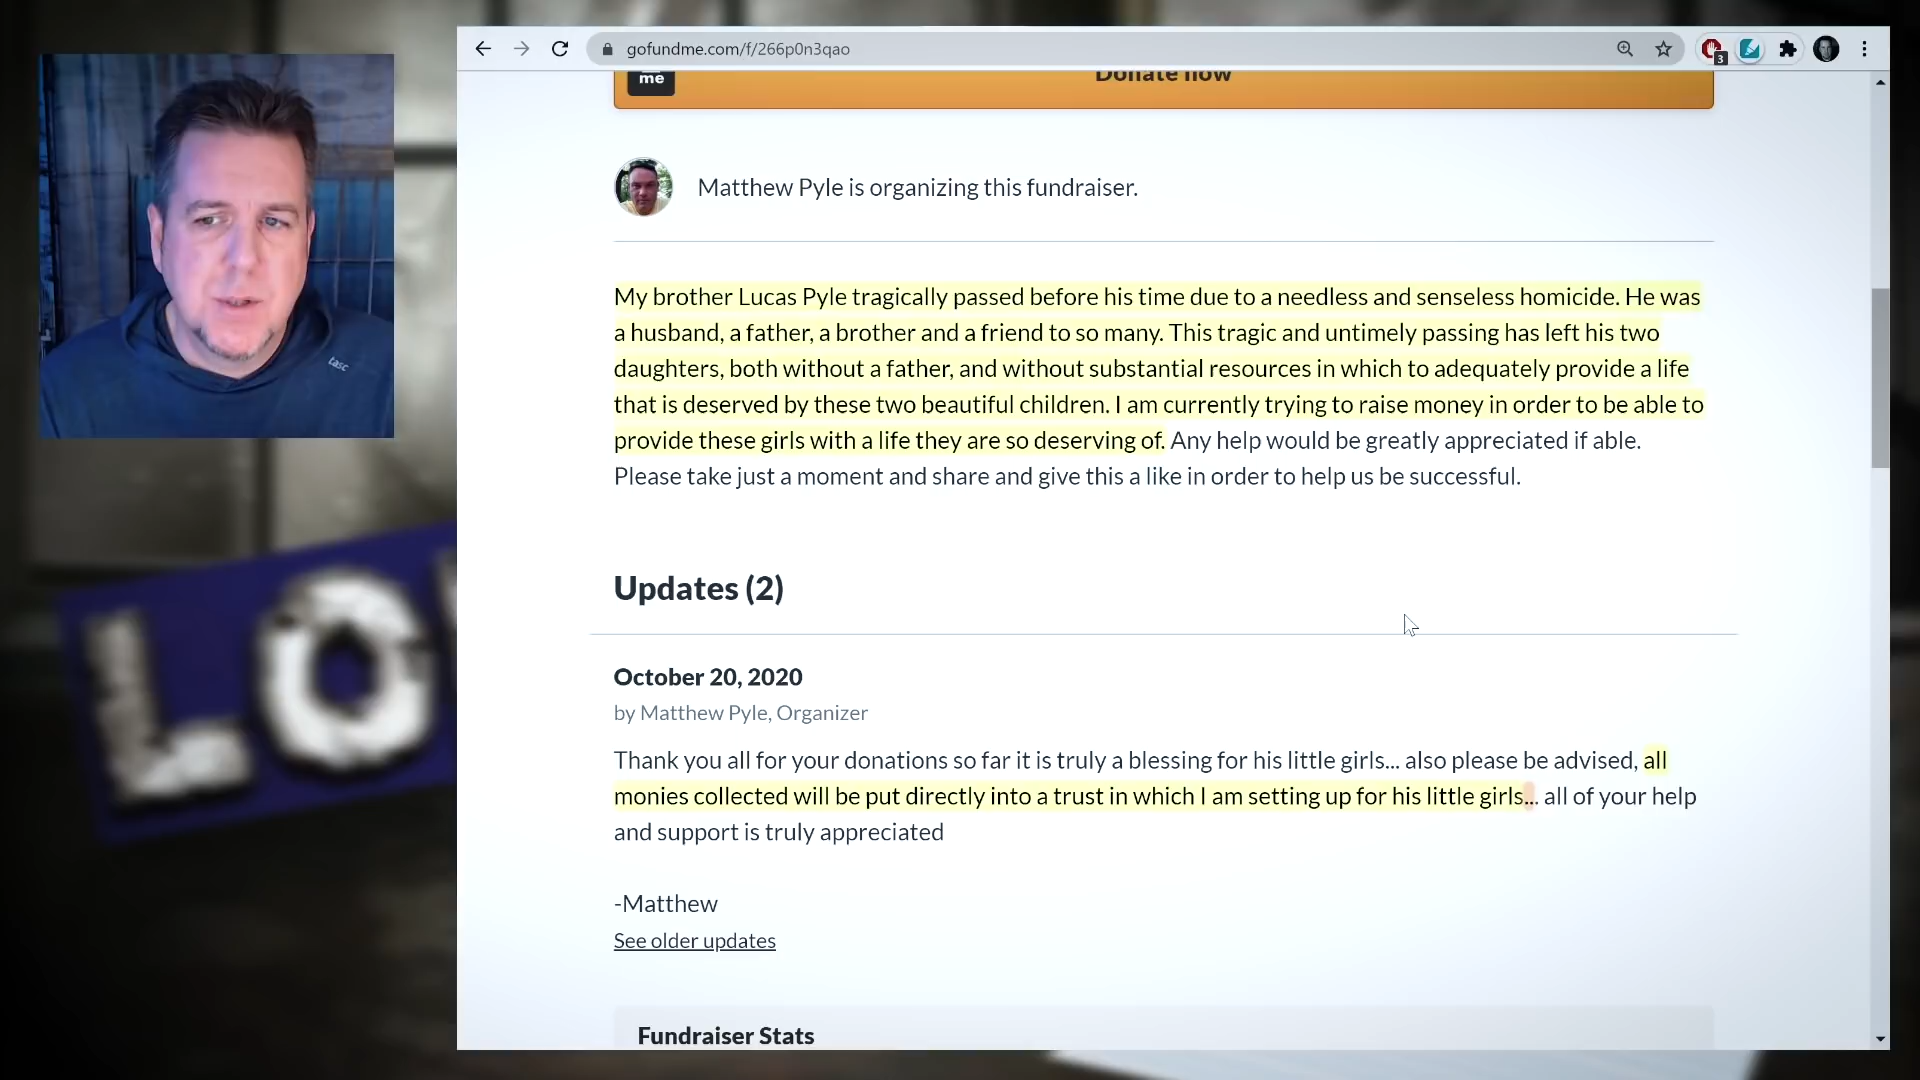 gofundme.com/f/266p0n3qao
3
me
Donate now
Matthew Pyle is organizing this fundraiser.
My brother Lucas Pyle tragically passed before his time due to a needless and senseless homicide. He was
a husband, a father, a brother and a friend to so many. This tragic and untimely passing has left his two
daughters, both without a father, and without substantial resources in which to adequately provide a life
that is deserved by these two beautiful children. I am currently trying to raise money in order to be able to
provide these girls with a life they are so deserving of. Any help would be greatly appreciated if able.
Please take just a moment and share and give this a like in order to help us be successful.
Updates (2)
October 20, 2020
by Matthew Pyle, Organizer
Thank you all for your donations so far it is truly a blessing for his little girls... also please be advised, all
monies collected will be put directly into a trust in which I am setting up for his little girls... all of your help
and support is truly appreciated
-Matthew
See older updates
Fundraiser Stats
tasc
LO